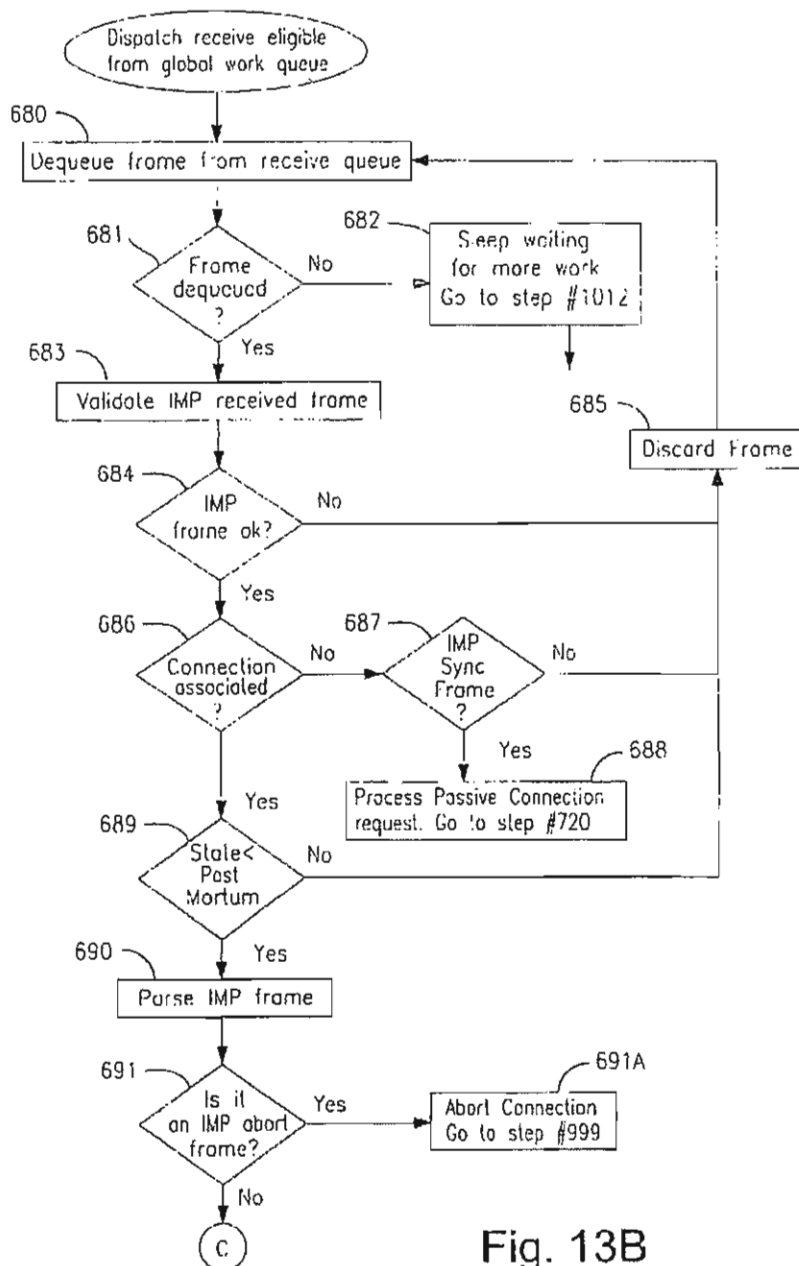 Dispatch receive eligible
from global work queue
680
Dequeue frame from receive queue
681
Frame
dequeued
?
No
Yes
682
Sleep waiting
for more work
Go to step #1012
683
Validate IMP received frame
685
Discard Frame
684
IMP
frame ok?
No
Yes
686
Connection
associated
?
No
Yes
687
IMP
Sync
Frame
?
No
Yes
688
Process Passive Connection
request. Go to step #720
689
State<
Post
Mortum
No
Yes
690
Parse IMP frame
691
Is it
an IMP abort
frame?
Yes
No
691A
Abort Connection
Go to step #999
C
Fig. 13B